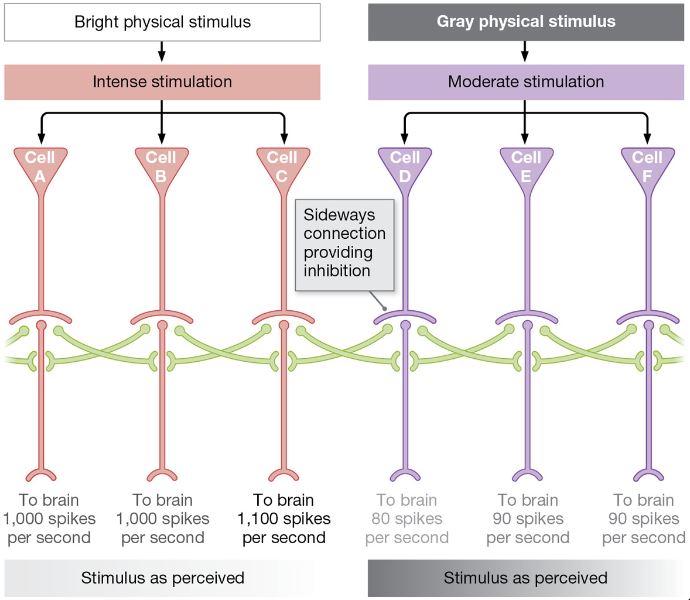 Bright physical stimulus
Gray physical stimulus
Intense stimulation
Moderate stimulation
Cell
A
Cell
B
Cell
C
Cell
D
Cell
E
Cell
F
Sideways
connection
providing
inhibition
To brain
1,000 spikes
per second
To brain
1,000 spikes
per second
To brain
1,100 spikes
per second
To brain
80 spikes
per second
To brain
90 spikes
per second
To brain
90 spikes
per second
Stimulus as perceived
Stimulus as perceived